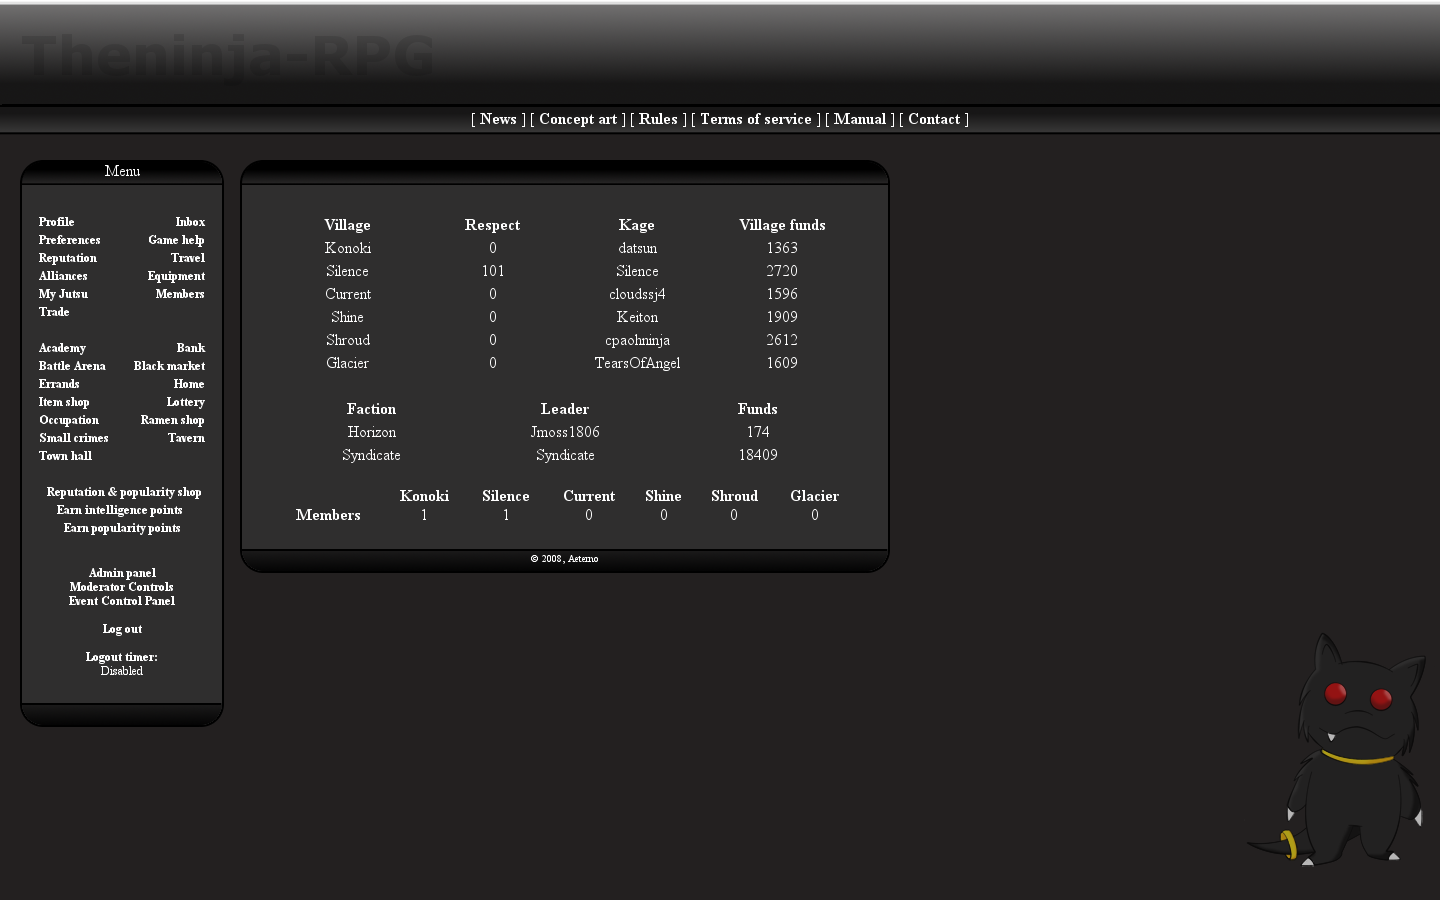 Theninja-RPG
[ News ] [ Concept art ] [ Rules ] [ Terms of service ] [ Manual ] [ Contact ]
Menu
Profile Inbox
Preferences Game help
Reputation Travel
Alliances Equipment
My Jutsu Members
Trade
Academy Bank
Battle Arena Black market
Errands Home
Item shop Lottery
Occupation Ramen shop
Small crimes Tavern
Town hall
Reputation & popularity shop
Earn intelligence points
Earn popularity points
Admin panel
Moderator Controls
Event Control Panel
Log out
Logout timer:
Disabled
Village Respect Kage Village funds
Konoki 0 datsun 1363
Silence 101 Silence 2720
Current 0 cloudssj4 1596
Shine 0 Keiton 1909
Shroud 0 cpaohninja 2612
Glacier 0 TearsOfAngel 1609
Faction Leader Funds
Horizon Jmoss1806 174
Syndicate Syndicate 18409
Konoki Silence Current Shine Shroud Glacier
Members 1 1 0 0 0 0
© 2008, Aeterno